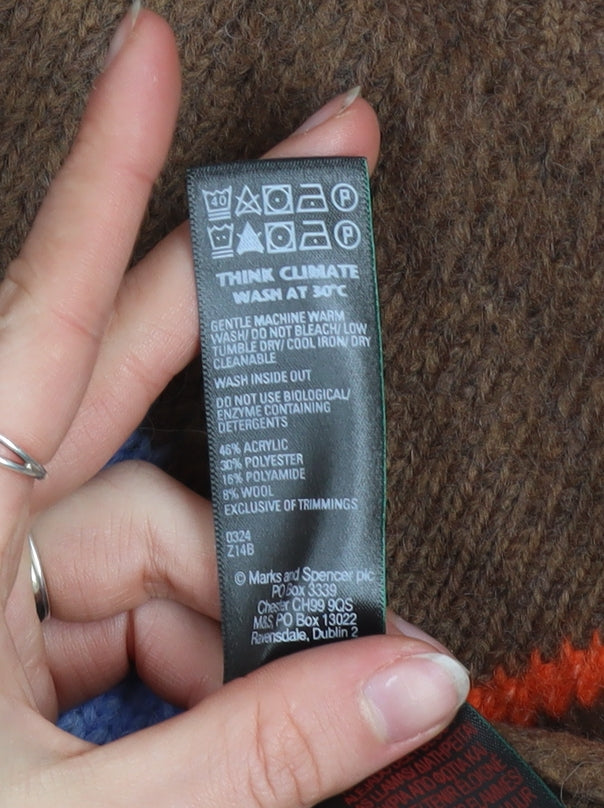 40 P
P
THINK CLIMATE
WASH AT 30°C
GENTLE MACHINE WARM
WASH/ DO NOT BLEACH/ LOW
TUMBLE DRY/ COOL IRON/ DRY
CLEANABLE
WASH INSIDE OUT
DO NOT USE BIOLOGICAL/
ENZYME CONTAINING
DETERGENTS
46% ACRYLIC
30% POLYESTER
16% POLYAMIDE
8% WOOL
EXCLUSIVE OF TRIMMINGS
0324
Z14B
© Marks and Spencer plc
PO Box 3339
Chester CH99 9QS
M&S, PO Box 13022
Ravensdale, Dublin 2